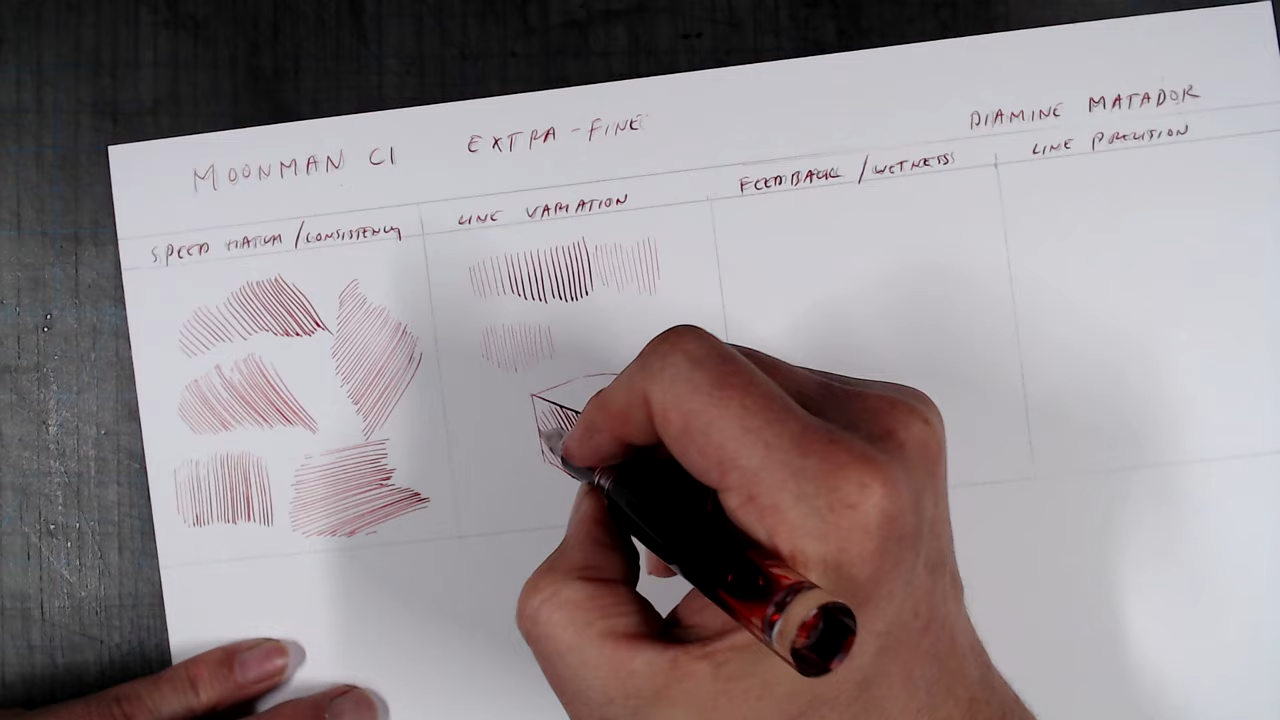 MOONMAN C1 EXTRA-FINE DIAMINE MATADOR
SPEED HATCH/CONSISTENCY LINE VARIATION FEEDBACK/WETNESS LINE PRECISION